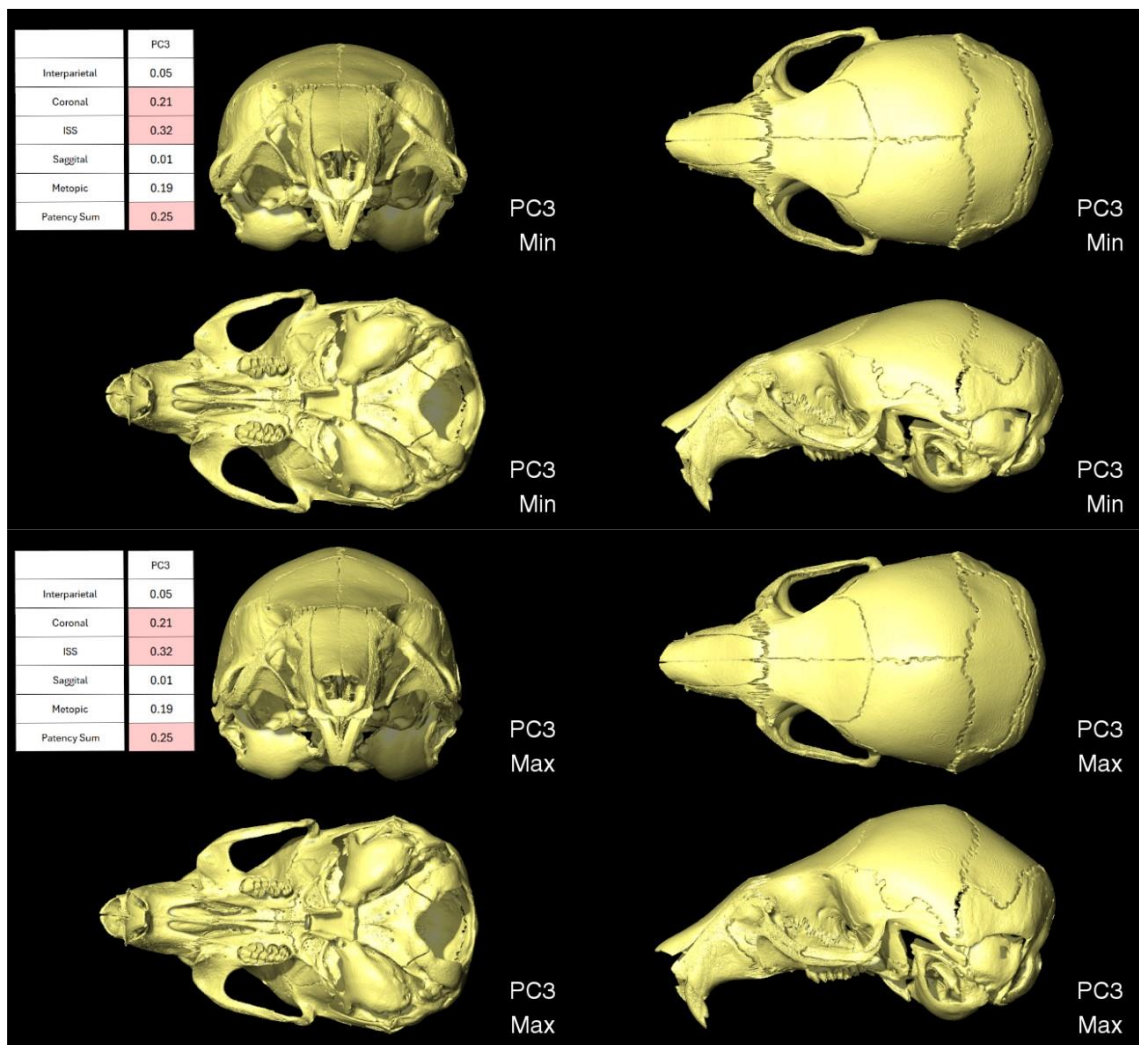 PC3
Interparietal 0.05
Coronal 0.21
ISS 0.32
Saggital 0.01
Metopic 0.19
Patency Sum 0.25
PC3
Min
PC3
Min
PC3
Min
PC3
Min
PC3
Interparietal 0.05
Coronal 0.21
ISS 0.32
Saggital 0.01
Metopic 0.19
Patency Sum 0.25
PC3
Max
PC3
Max
PC3
Max
PC3
Max